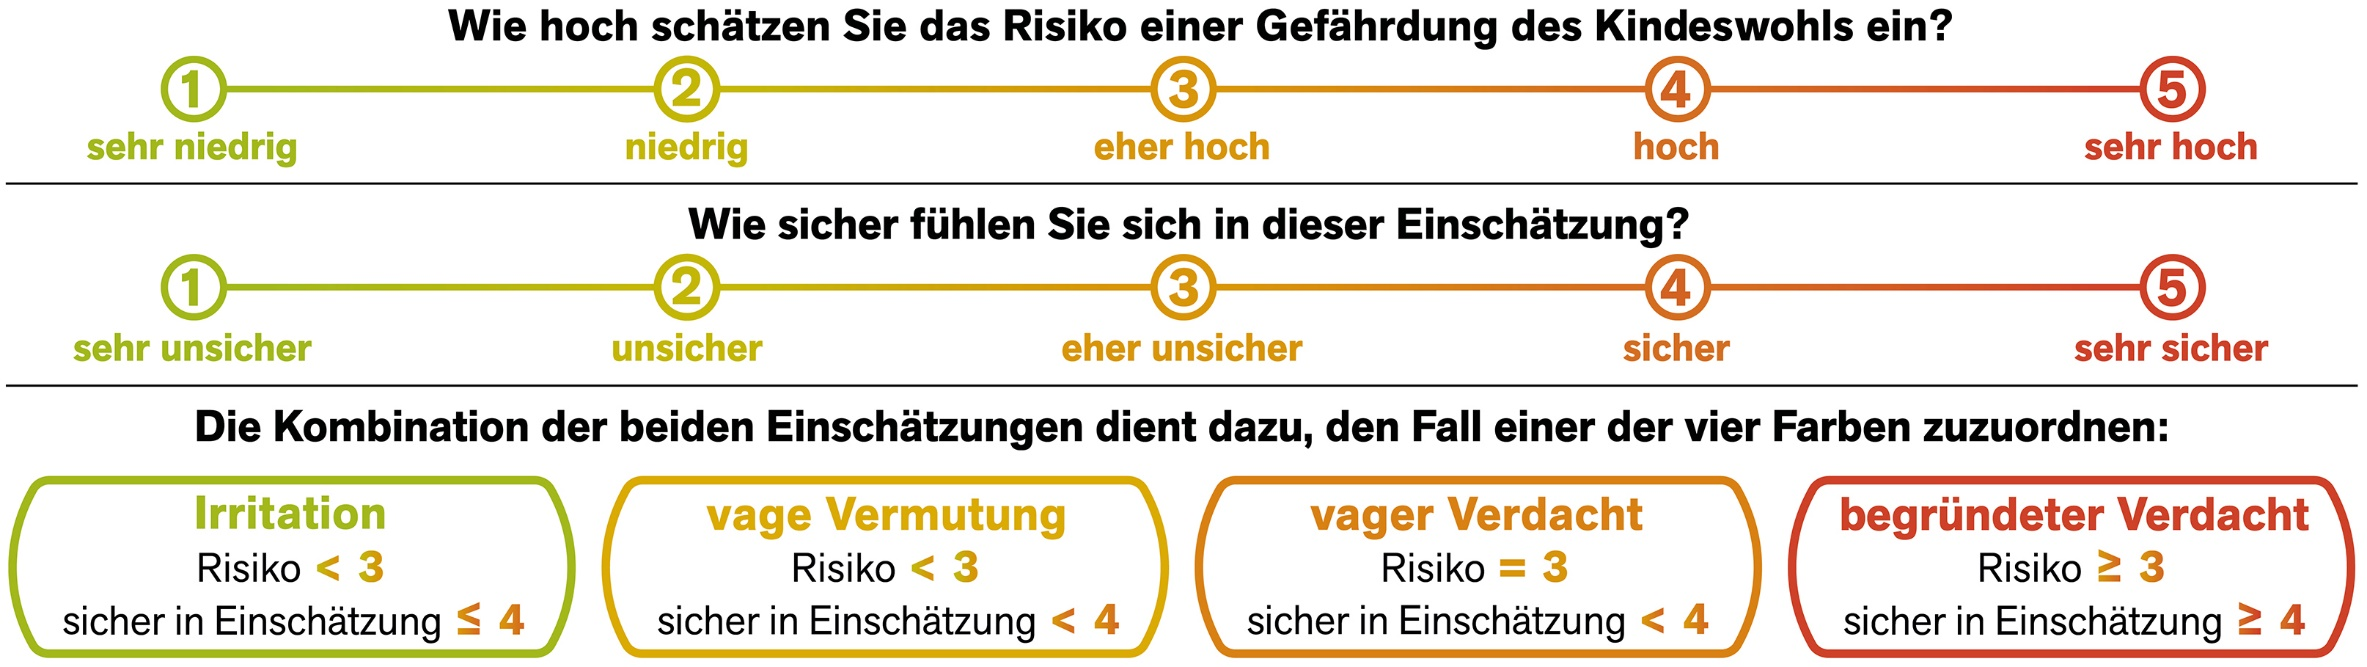 Wie hoch schätzen Sie das Risiko einer Gefährdung des Kindeswohls ein?
1 2 3 4 5
sehr niedrig niedrig eher hoch hoch sehr hoch
Wie sicher fühlen Sie sich in dieser Einschätzung?
1 2 3 4 5
sehr unsicher unsicher eher unsicher sicher sehr sicher
Die Kombination der beiden Einschätzungen dient dazu, den Fall einer der vier Farben zuzuordnen:
Irritation
Risiko < 3
sicher in Einschätzung ≤ 4
vage Vermutung
Risiko < 3
sicher in Einschätzung < 4
vager Verdacht
Risiko = 3
sicher in Einschätzung < 4
begründeter Verdacht
Risiko ≥ 3
sicher in Einschätzung ≥ 4